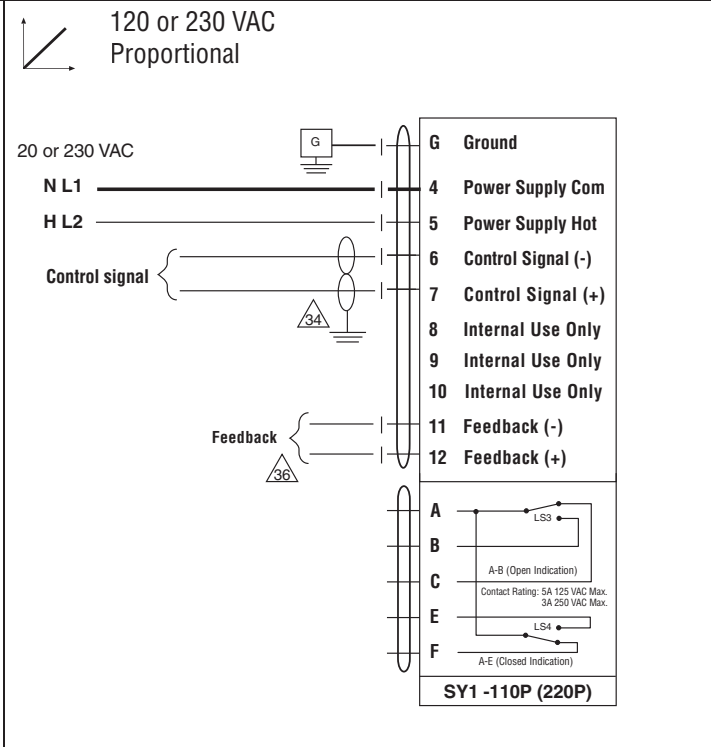 120 or 230 VAC
Proportional
20 or 230 VAC
G
G Ground
N L1
4 Power Supply Com
H L2
5 Power Supply Hot
Control signal
6 Control Signal (-)
7 Control Signal (+)
34
8 Internal Use Only
9 Internal Use Only
10 Internal Use Only
Feedback
11 Feedback (-)
12 Feedback (+)
36
A
LS3
B
A-B (Open Indication)
C
Contact Rating: 5A 125 VAC Max.
3A 250 VAC Max.
E
LS4
F
A-E (Closed Indication)
SY1 -110P (220P)